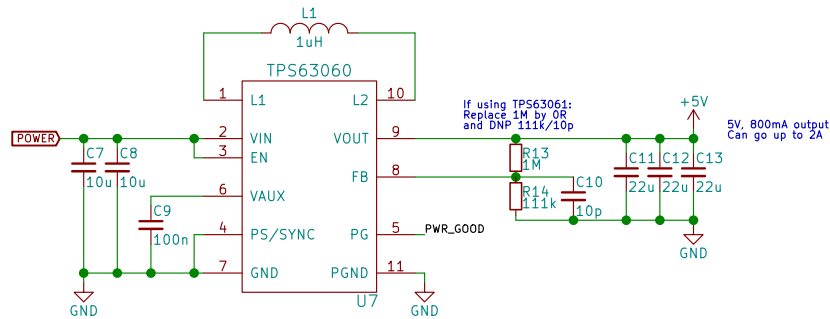 L1
1uH
TPS63060
1 L1 L2 10
If using TPS63061:
Replace 1M by 0R
and DNP 111k/10p
+5V
5V, 800mA output
Can go up to 2A
POWER
2 VIN VOUT 9
3 EN
C7
10u
C8
10u
R13
1M
C11
22u
C12
22u
C13
22u
FB 8
6 VAUX
R14
111k
C10
10p
C9
100n
4 PS/SYNC PG 5
PWR_GOOD
7 GND PGND 11
U7
GND
GND
GND